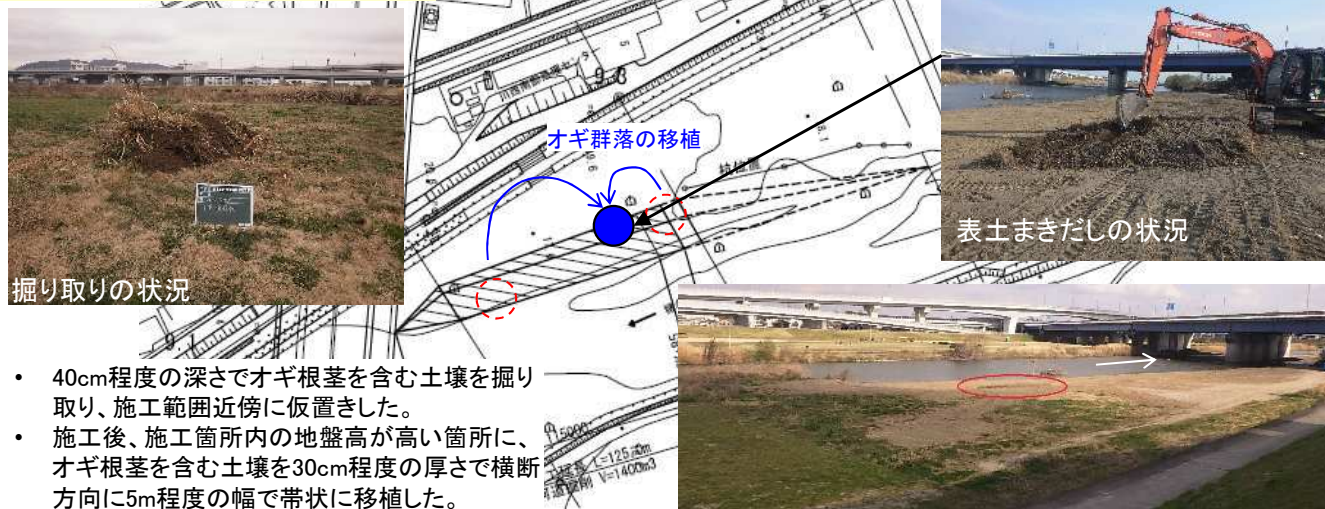 オギ群落の移植
表土まきだしの状況
掘り取りの状況
• 40cm程度の深さでオギ根茎を含む土壌を掘り
取り、施工範囲近傍に仮置きした。
• 施工後、施工箇所内の地盤高が高い箇所に、
オギ根茎を含む土壌を30cm程度の厚さで横断
方向に5m程度の幅で帯状に移植した。
L=125.0m
V=1400m3